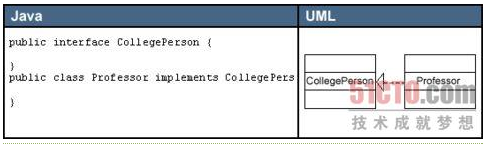 Java
UML
public interface CollegePerson {
}
public class Professor implements CollegePers
}
CollegePerson
Professor
51CTO.com
技术成就梦想